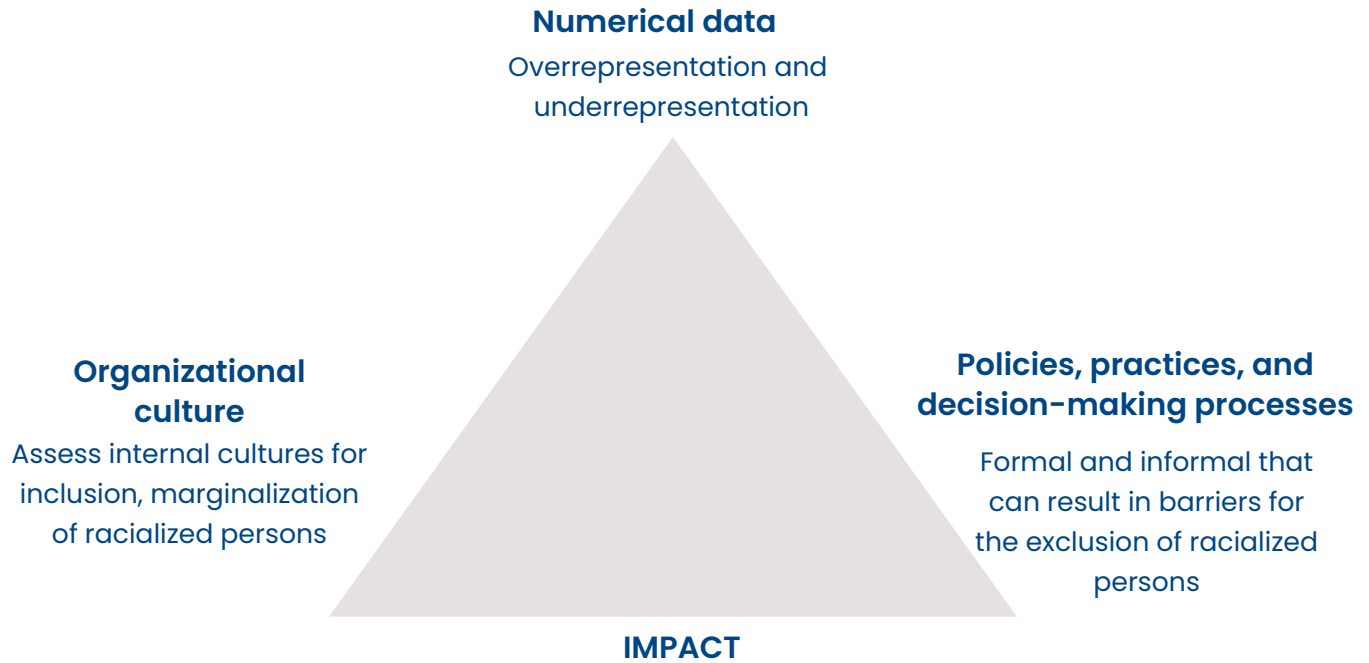 Numerical data
Overrepresentation and
underrepresentation
Organizational
culture
Assess internal cultures for
inclusion, marginalization
of racialized persons
Policies, practices, and
decision-making processes
Formal and informal that
can result in barriers for
the exclusion of racialized
persons
IMPACT